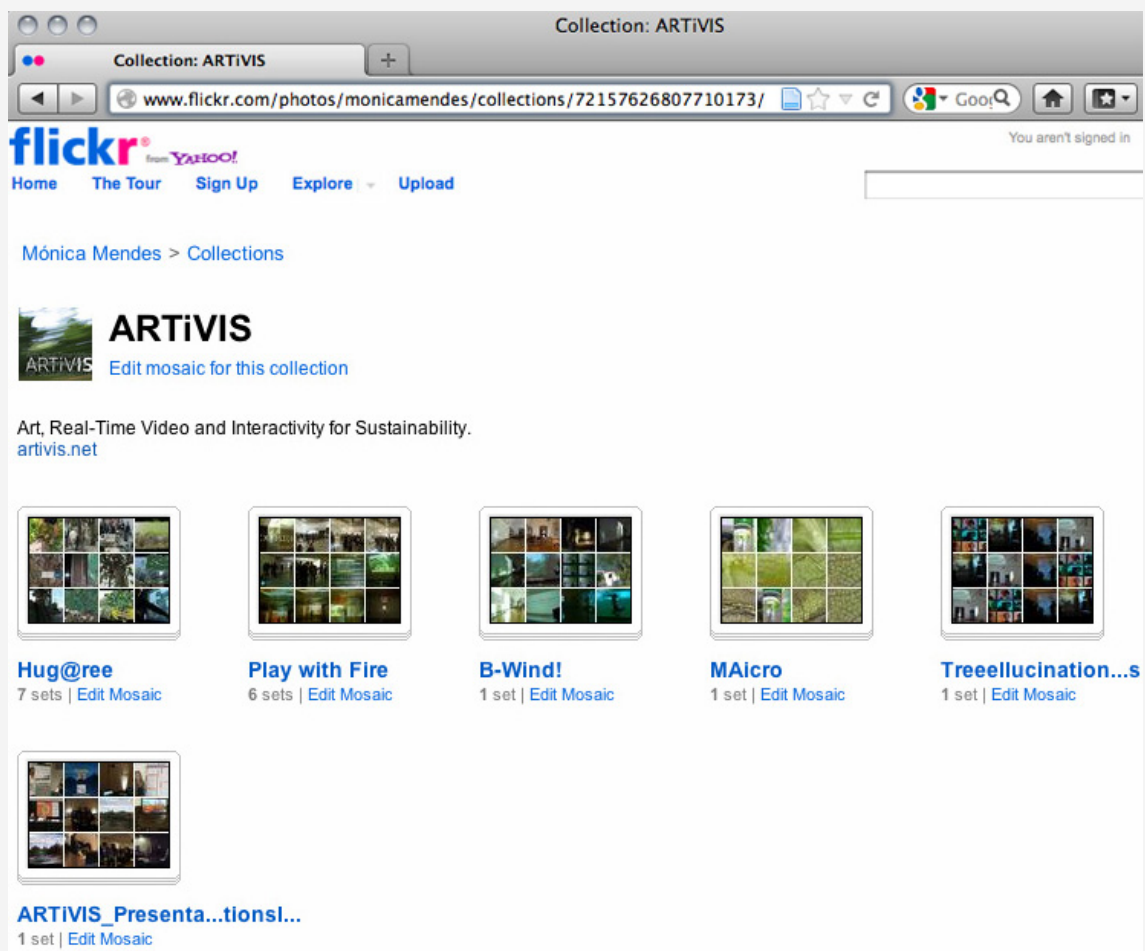 Collection: ARTiVIS
Collection: ARTiVIS
www.flickr.com/photos/monicamendes/collections/72157626807710173/
Goo
flickr® from YAHOO!
You aren't signed in
Home The Tour Sign Up Explore Upload
Mónica Mendes > Collections
ARTiVIS
ARTiVIS
Edit mosaic for this collection
Art, Real-Time Video and Interactivity for Sustainability.
artivis.net
Hug@ree Play with Fire B-Wind! MAicro Treeellucination...s
7 sets | Edit Mosaic 6 sets | Edit Mosaic 1 set | Edit Mosaic 1 set | Edit Mosaic 1 set | Edit Mosaic
ARTiVIS_Presenta...tionsI...
1 set | Edit Mosaic